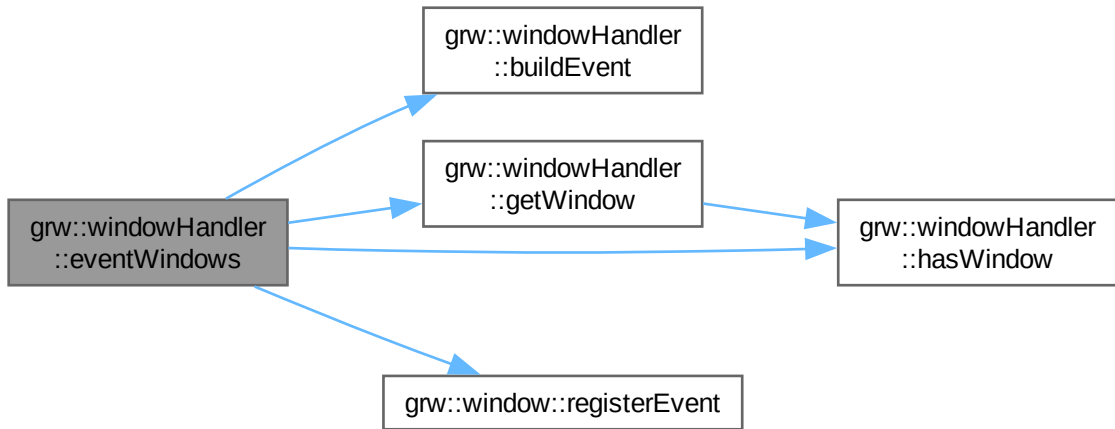 grw::windowHandler
::buildEvent
grw::windowHandler
::getWindow
grw::windowHandler
::eventWindows
grw::windowHandler
::hasWindow
grw::window::registerEvent